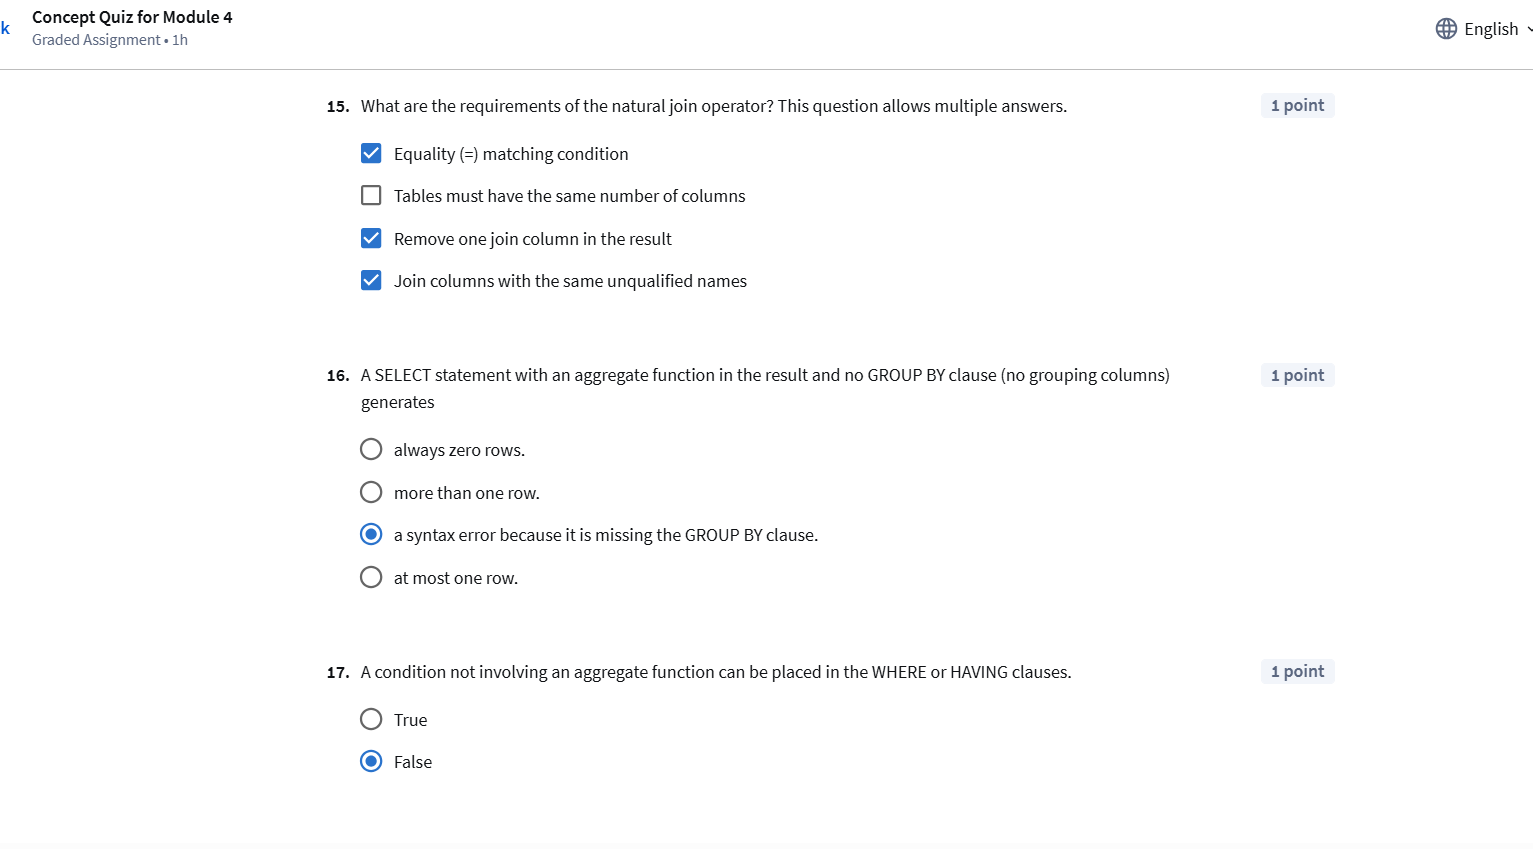 k
Concept Quiz for Module 4
Graded Assignment • 1h
English
15. What are the requirements of the natural join operator? This question allows multiple answers.
1 point
Equality (=) matching condition
Tables must have the same number of columns
Remove one join column in the result
Join columns with the same unqualified names
16. A SELECT statement with an aggregate function in the result and no GROUP BY clause (no grouping columns)
generates
1 point
always zero rows.
more than one row.
a syntax error because it is missing the GROUP BY clause.
at most one row.
17. A condition not involving an aggregate function can be placed in the WHERE or HAVING clauses.
1 point
True
False